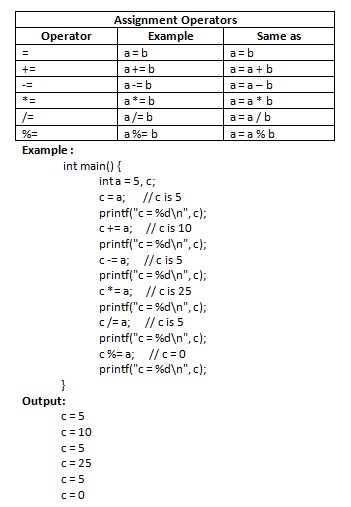 Assignment Operators
Operator Example Same as
= a = b a = b
+= a += b a = a + b
-= a -= b a = a – b
*= a *= b a = a * b
/= a /= b a = a / b
%= a %= b a = a % b
Example :
int main() {
int a = 5, c;
c = a; // c is 5
printf("c = %d\n", c);
c += a; // c is 10
printf("c = %d\n", c);
c -= a; // c is 5
printf("c = %d\n", c);
c *= a; // c is 25
printf("c = %d\n", c);
c /= a; // c is 5
printf("c = %d\n", c);
c %= a; // c = 0
printf("c = %d\n", c);
}
Output:
c = 5
c = 10
c = 5
c = 25
c = 5
c = 0